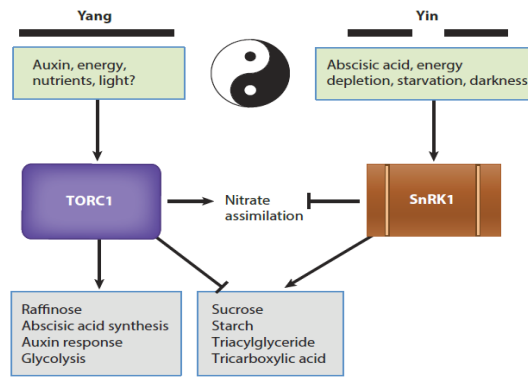 Yang
Yin
Auxin, energy,
nutrients, light?
Abscisic acid, energy
depletion, starvation, darkness
TORC1
Nitrate
assimilation
SnRK1
Raffinose
Abscisic acid synthesis
Auxin response
Glycolysis
Sucrose
Starch
Triacylglyceride
Tricarboxylic acid